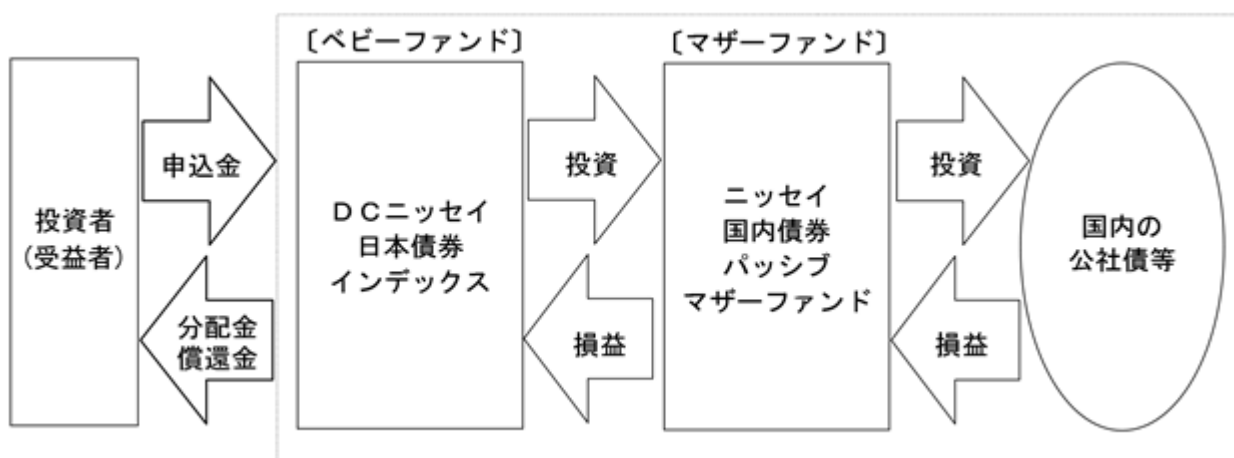 〔ベビーファンド〕
〔マザーファンド〕
投資者
(受益者)
申込金
分配金
償還金
DCニッセイ
日本債券
インデックス
投資
損益
ニッセイ
国内債券
パッシブ
マザーファンド
投資
損益
国内の
公社債等